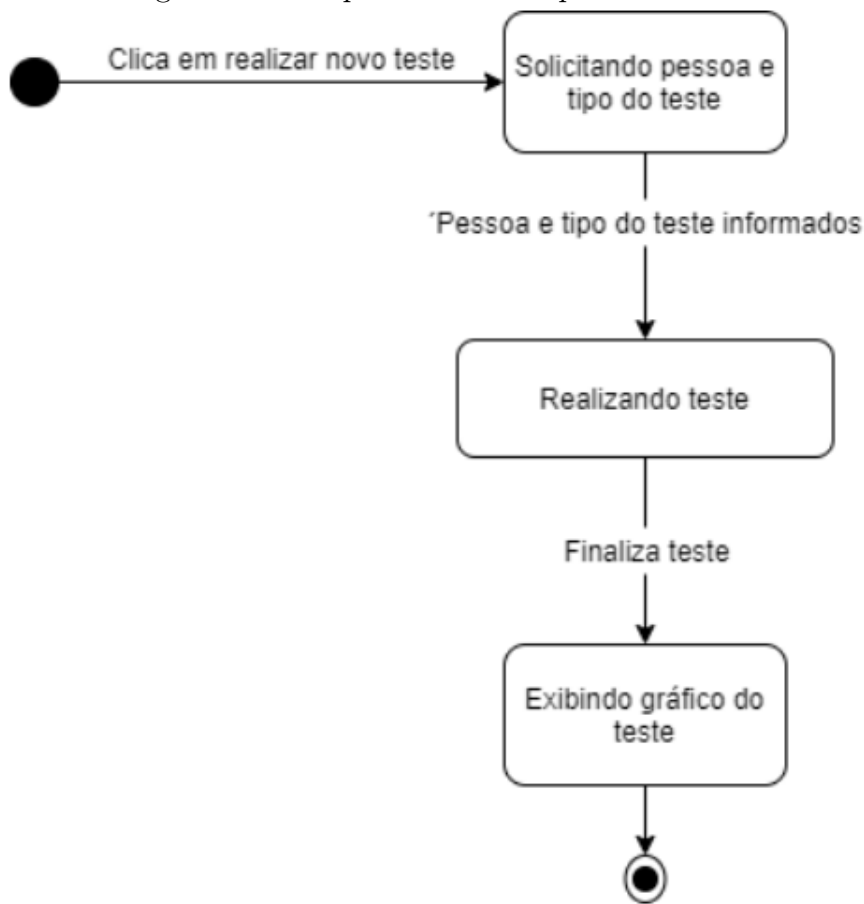 Clica em realizar novo teste
Solicitando pessoa e
tipo do teste
´Pessoa e tipo do teste informados
Realizando teste
Finaliza teste
Exibindo gráfico do
teste